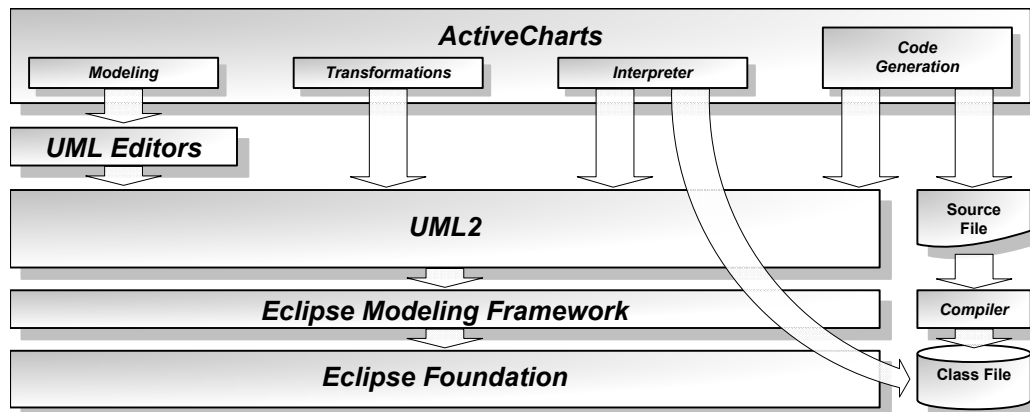 ActiveCharts
Modeling
Transformations
Interpreter
Code
Generation
UML Editors
UML2
Source
File
Eclipse Modeling Framework
Compiler
Eclipse Foundation
Class File